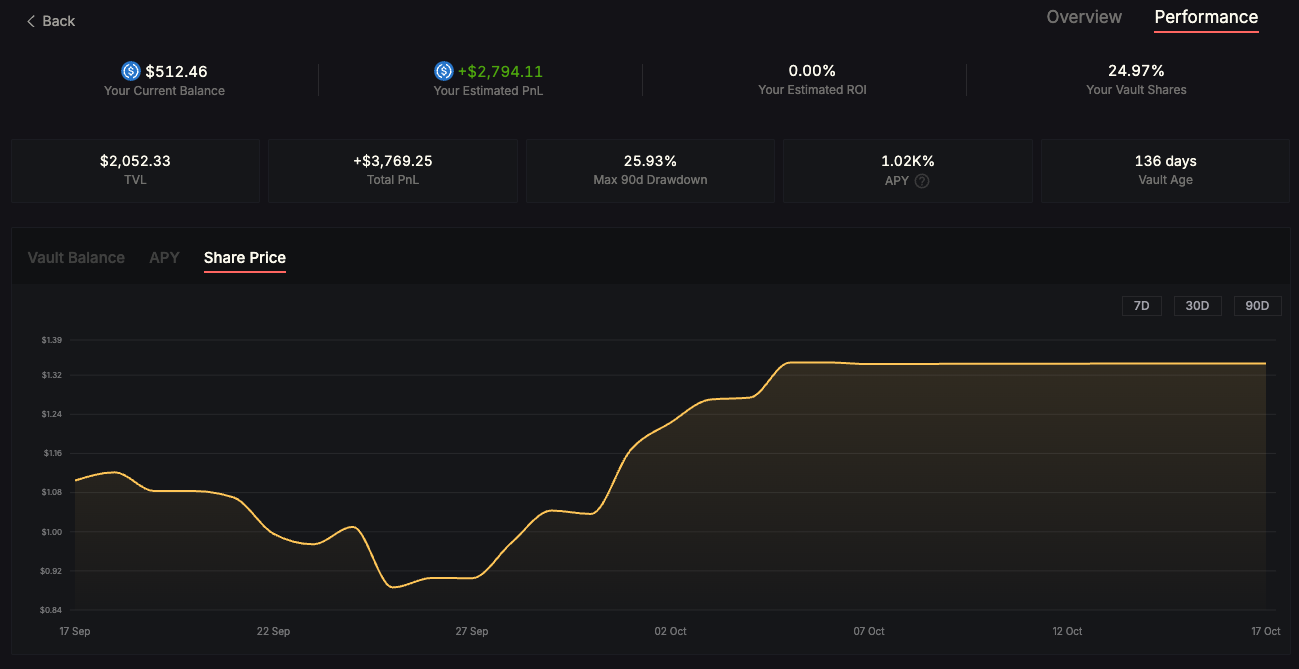 Back
Overview Performance
$512.46 +$2,794.11 0.00% 24.97%
Your Current Balance Your Estimated PnL Your Estimated ROI Your Vault Shares
$2,052.33 +$3,769.25 25.93% 1.02K% 136 days
TVL Total PnL Max 90d Drawdown APY ? Vault Age
Vault Balance APY Share Price
7D 30D 90D
$1.39
$1.32
$1.24
$1.16
$1.08
$1.00
$0.92
$0.84
17 Sep 22 Sep 27 Sep 02 Oct 07 Oct 12 Oct 17 Oct